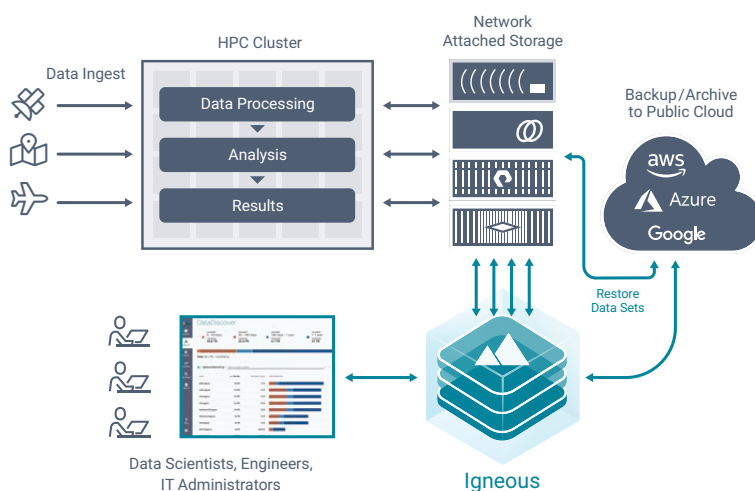 HPC Cluster
Network
Attached Storage
Data Ingest
Data Processing
Analysis
Results
Backup/Archive
to Public Cloud
aws
Azure
Google
Restore
Data Sets
DataDiscover
Data Scientists, Engineers,
IT Administrators
Igneous